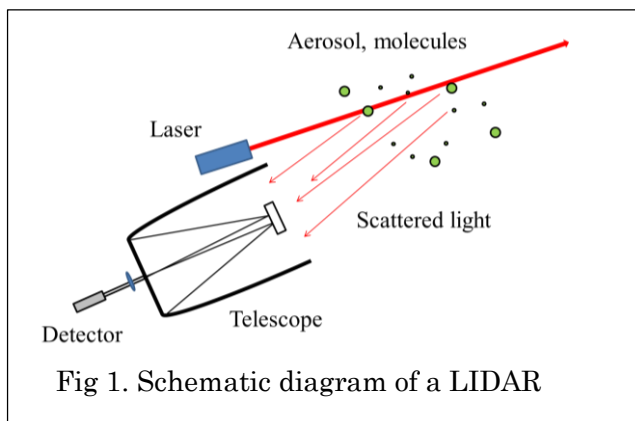 Aerosol, molecules
Laser
Scattered light
Telescope
Detector
Fig 1. Schematic diagram of a LIDAR